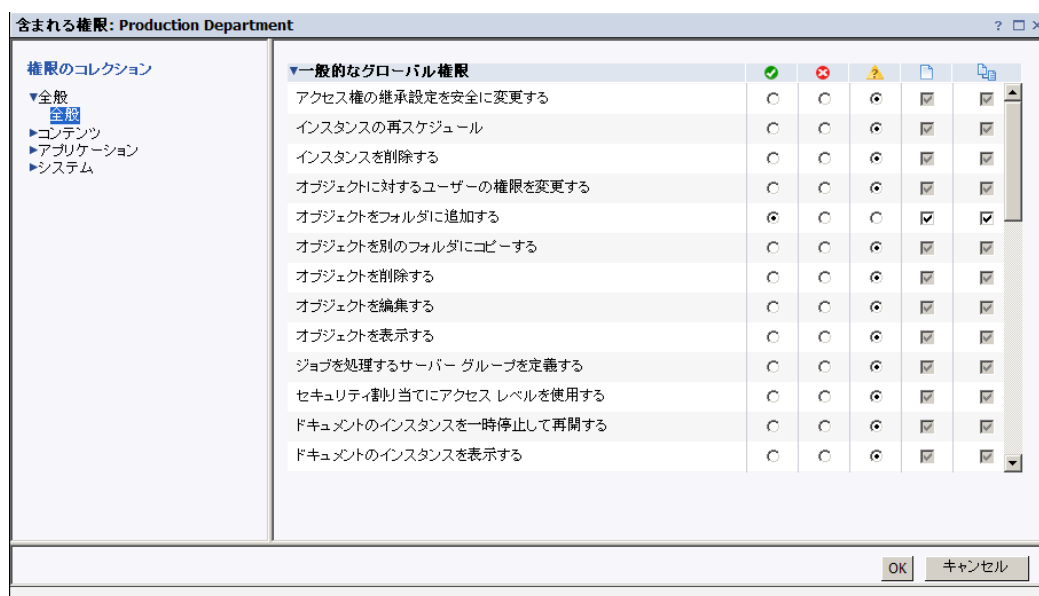 含まれる権限: Production Department
権限のコレクション
▼全般
全般
▶コンテンツ
▶アプリケーション
▶システム
▼一般的なグローバル権限
アクセス権の継承設定を安全に変更する
インスタンスの再スケジュール
インスタンスを削除する
オブジェクトに対するユーザーの権限を変更する
オブジェクトをフォルダに追加する
オブジェクトを別のフォルダにコピーする
オブジェクトを削除する
オブジェクトを編集する
オブジェクトを表示する
ジョブを処理するサーバー グループを定義する
セキュリティ割り当てにアクセス レベルを使用する
ドキュメントのインスタンスを一時停止して再開する
ドキュメントのインスタンスを表示する
OK キャンセル